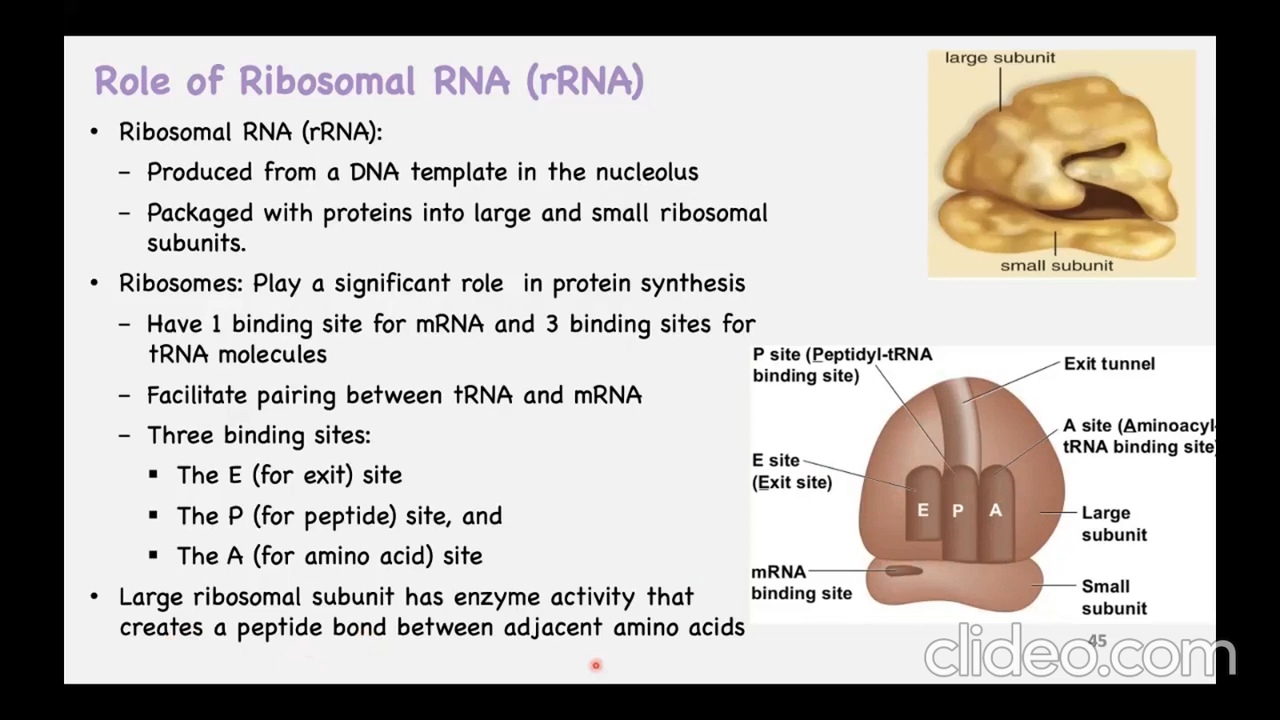 Role of Ribosomal RNA (rRNA)
• Ribosomal RNA (rRNA):
– Produced from a DNA template in the nucleolus
– Packaged with proteins into large and small ribosomal
subunits.
• Ribosomes: Play a significant role in protein synthesis
– Have 1 binding site for mRNA and 3 binding sites for
tRNA molecules
– Facilitate pairing between tRNA and mRNA
– Three binding sites:
▪ The E (for exit) site
▪ The P (for peptide) site, and
▪ The A (for amino acid) site
• Large ribosomal subunit has enzyme activity that
creates a peptide bond between adjacent amino acids
large subunit
small subunit
P site (Peptidyl-tRNA
binding site)
Exit tunnel
A site (Aminoacyl-
tRNA binding site)
E site
(Exit site)
E P A
Large
subunit
mRNA
binding site
Small
subunit
45
clideo.com